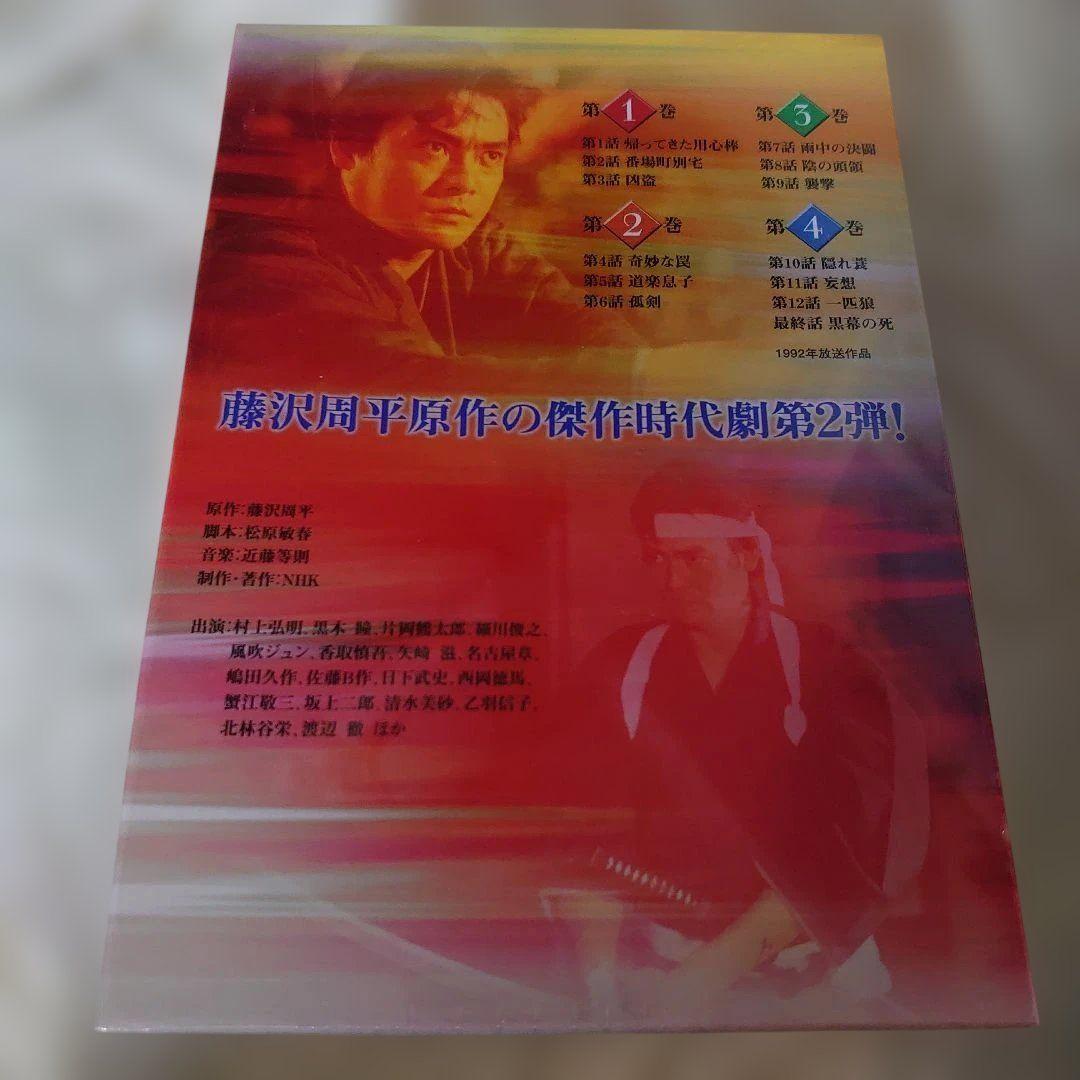 第1巻
第1話 帰ってきた用心棒
第2話 番場町別宅
第3話 凶盗
第2巻
第4話 奇妙な罠
第5話 道楽息子
第6話 孤剣
第3巻
第7話 雨中の決闘
第8話 陰の頭領
第9話 襲撃
第4巻
第10話 隠れ蓑
第11話 妄想
第12話 一匹狼
最終話 黒幕の死
1992年放送作品
藤沢周平原作の傑作時代劇第2弾!
原作:藤沢周平
脚本:松原敏春
音楽:近藤等則
制作・著作:NHK
出演:村上弘明、黒木 瞳、片岡鶴太郎、細川俊之、
風吹ジュン、香取慎吾、矢崎 滋、名古屋章、
嶋田久作、佐藤B作、日下武史、西岡徳馬、
蟹江敬三、坂上二郎、清水美砂、乙羽信子、
北林谷栄、渡辺 徹 ほか